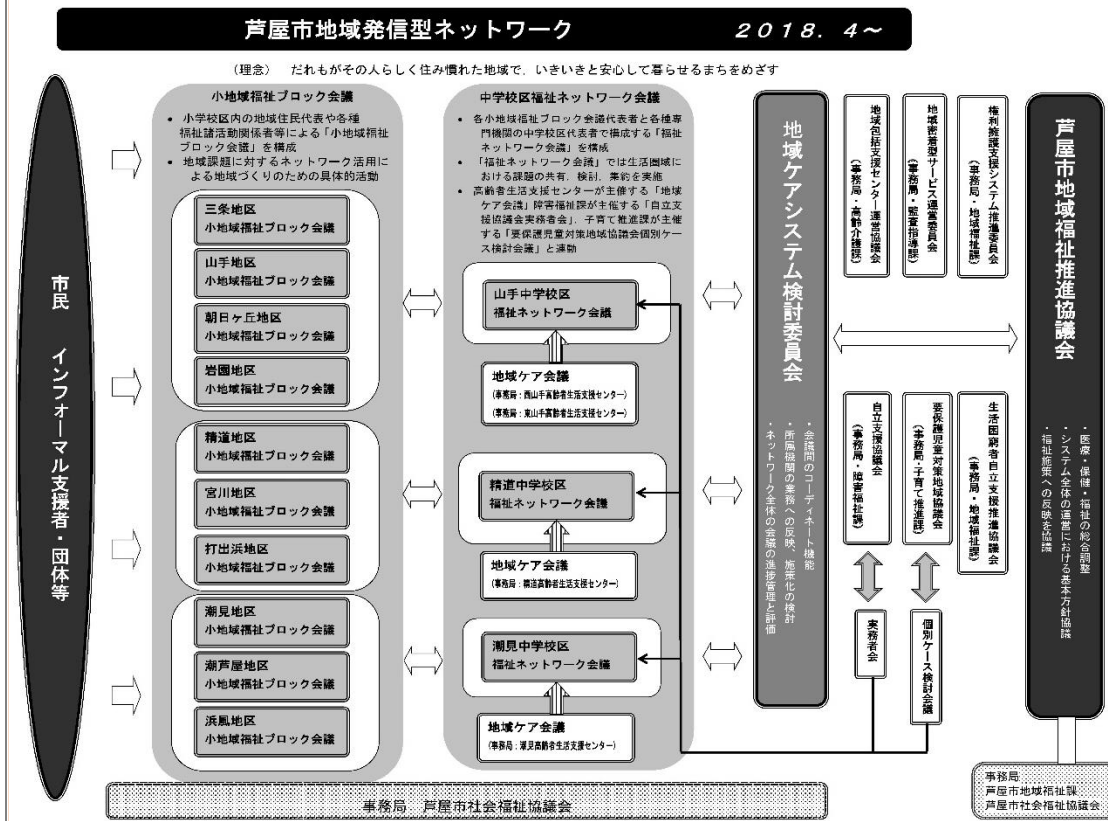 芦屋市地域発信型ネットワーク　２０１８．４～
（理念）　だれもがその人らしく住み慣れた地域で，いきいきと安心して暮らせるまちをめざす
市民　インフォーマル支援者・団体等
小地域福祉ブロック会議
• 小学校区内の地域住民代表や各種
福祉諸活動関係者等による「小地域福祉
ブロック会議」を構成
• 地域課題に対するネットワーク活用に
よる地域づくりのための具体的活動
三条地区
小地域福祉ブロック会議
山手地区
小地域福祉ブロック会議
朝日ヶ丘地区
小地域福祉ブロック会議
岩園地区
小地域福祉ブロック会議
精道地区
小地域福祉ブロック会議
宮川地区
小地域福祉ブロック会議
打出浜地区
小地域福祉ブロック会議
潮見地区
小地域福祉ブロック会議
潮芦屋地区
小地域福祉ブロック会議
浜風地区
小地域福祉ブロック会議
中学校区福祉ネットワーク会議
• 各小地域福祉ブロック会議代表者と各種専
門機関の中学校区代表者で構成する「福祉
ネットワーク会議」を構成
• 「福祉ネットワーク会議」では生活圏域に
おける課題の共有，検討，集約を実施
• 高齢者生活支援センターが主催する「地域
ケア会議」障害福祉課が主催する「自立支
援協議会実務者会」，子育て推進課が主催
する「要保護児童対策地域協議会個別ケー
ス検討会議」と連動
山手中学校区
福祉ネットワーク会議
地域ケア会議
（事務局：西山手高齢者生活支援センター）
（事務局：東山手高齢者生活支援センター）
精道中学校区
福祉ネットワーク会議
地域ケア会議
（事務局：精道高齢者生活支援センター）
潮見中学校区
福祉ネットワーク会議
地域ケア会議
（事務局：潮見高齢者生活支援センター）
事務局　芦屋市社会福祉協議会
地域ケアシステム検討委員会
・会議間のコーディネート機能
・所属機関の業務への反映、施策化の検討
・ネットワーク全体の会議の進捗管理と評価
地域包括支援センター運営協議会
（事務局・高齢介護課）
地域密着型サービス運営委員会
（事務局・監査指導課）
権利擁護支援システム推進委員会
（事務局・地域福祉課）
自立支援協議会
（事務局・障害福祉課）
要保護児童対策地域協議会
（事務局・子育て推進課）
生活困窮者自立支援推進協議会
（事務局・地域福祉課）
実務者会
個別ケース検討会議
芦屋市地域福祉推進協議会
・医療・保健・福祉の総合調整
・システム全体の運営における基本方針協議
・福祉施策への反映を協議
事務局
芦屋市地域福祉課
芦屋市社会福祉協議会